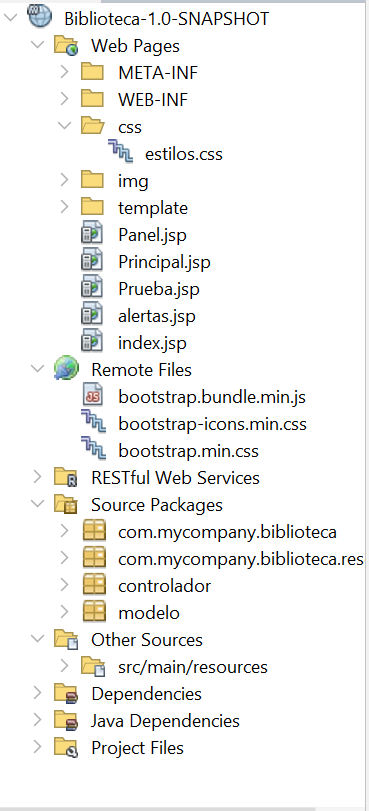 Biblioteca-1.0-SNAPSHOT
Web Pages
META-INF
WEB-INF
css
estilos.css
img
template
Panel.jsp
Principal.jsp
Prueba.jsp
alertas.jsp
index.jsp
Remote Files
bootstrap.bundle.min.js
bootstrap-icons.min.css
bootstrap.min.css
RESTful Web Services
Source Packages
com.mycompany.biblioteca
com.mycompany.biblioteca.res
controlador
modelo
Other Sources
src/main/resources
Dependencies
Java Dependencies
Project Files